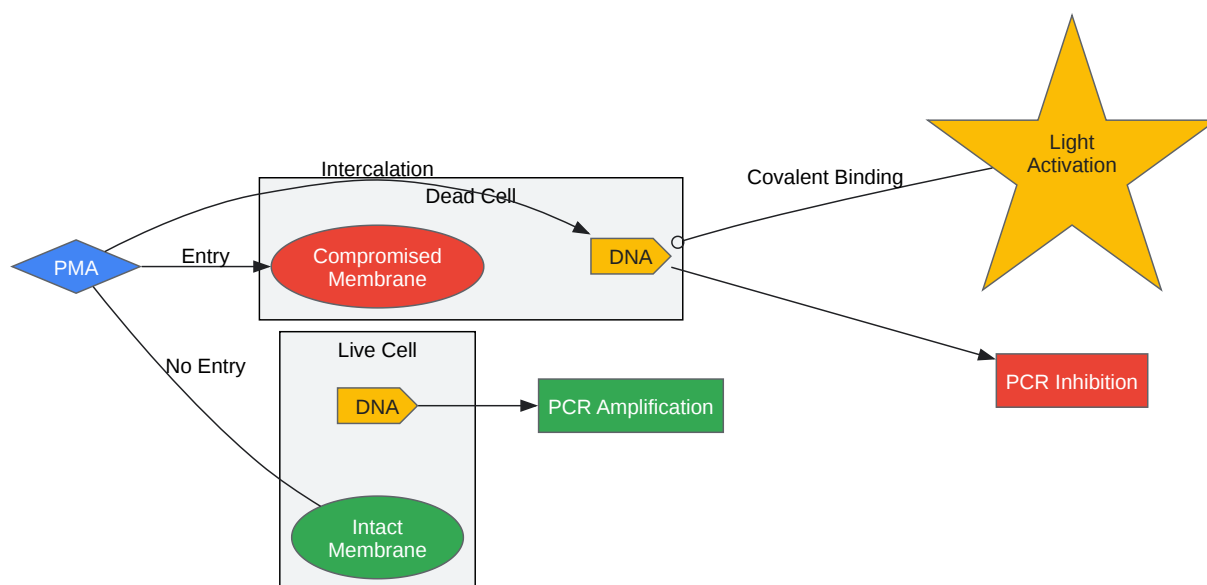 Light
Activation
Intercalation
Covalent Binding
Dead Cell
PMA
Entry
Compromised
Membrane
DNA
No Entry
Live Cell
DNA
PCR Amplification
PCR Inhibition
Intact
Membrane